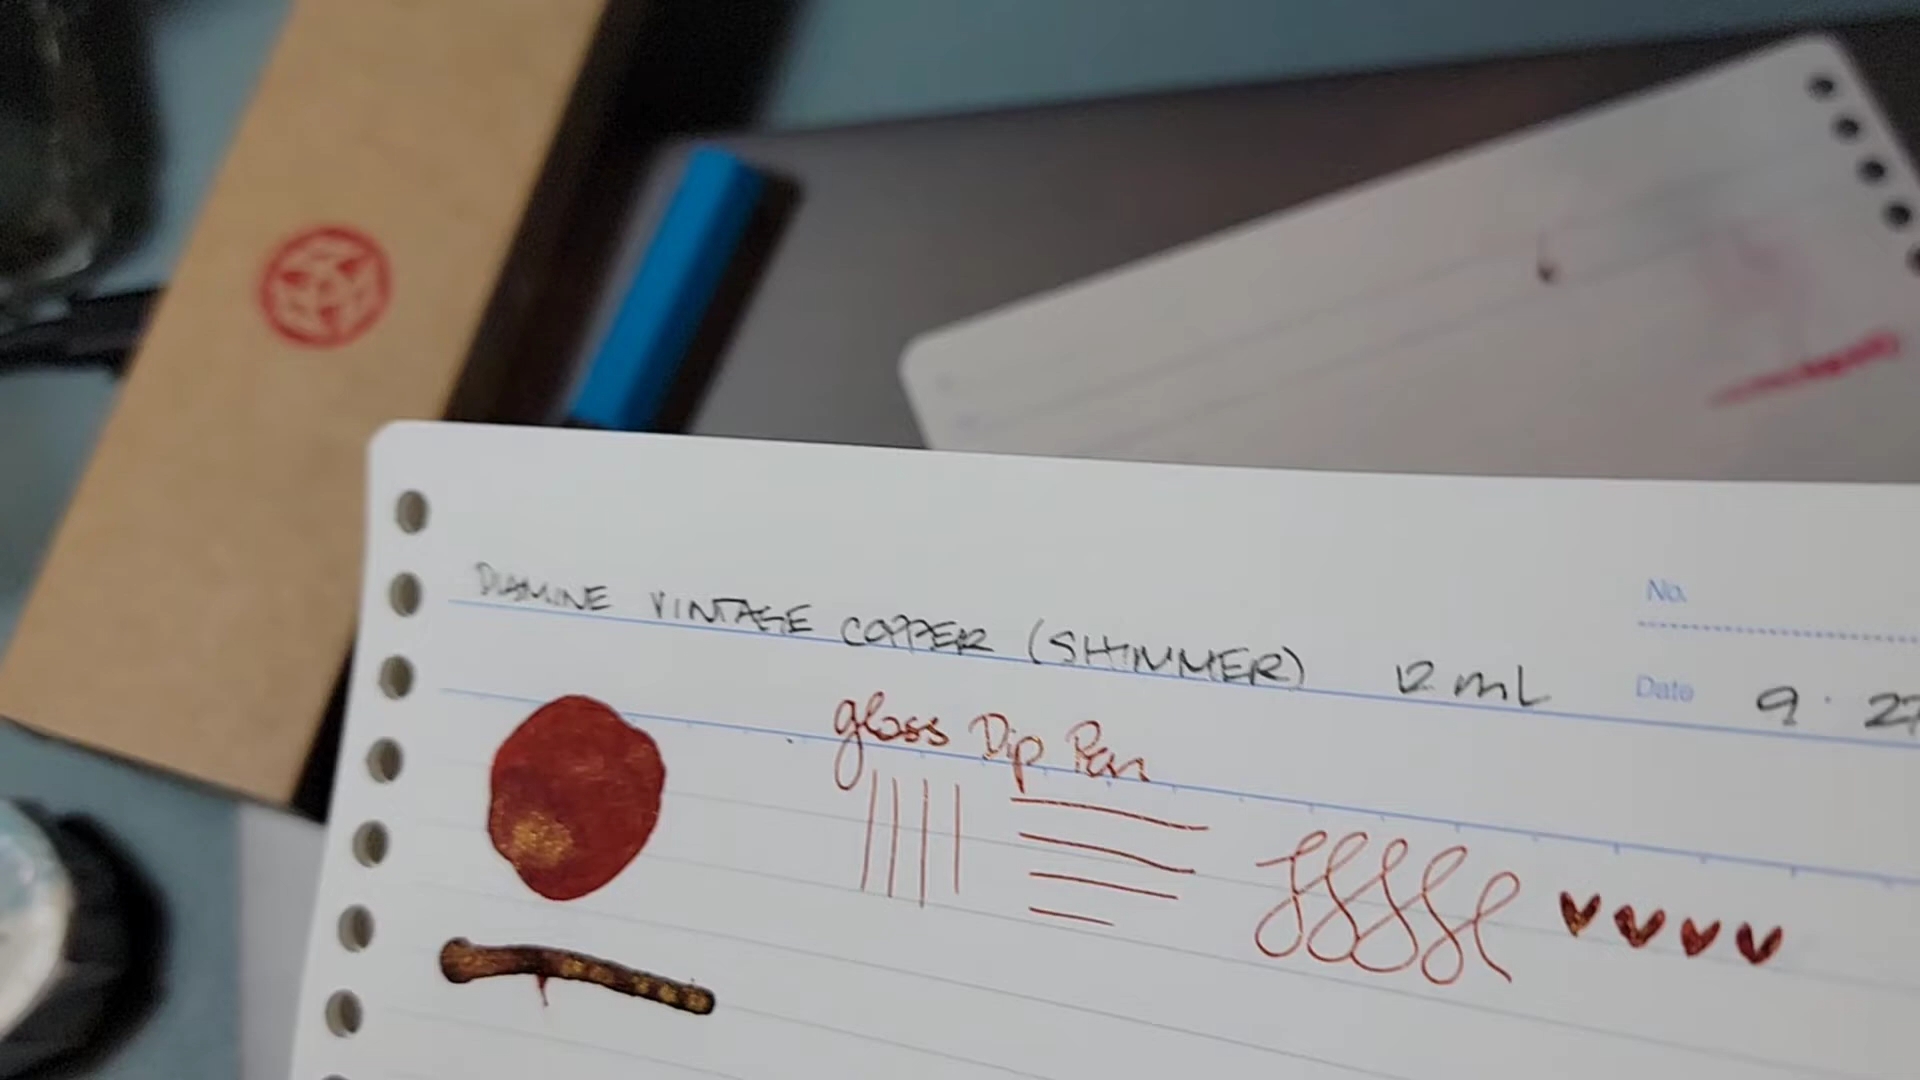 No.
DIAMINE VINTAGE COPPER (SHIMMER) 12 mL
Date 9 · 27
glass Dip Pen